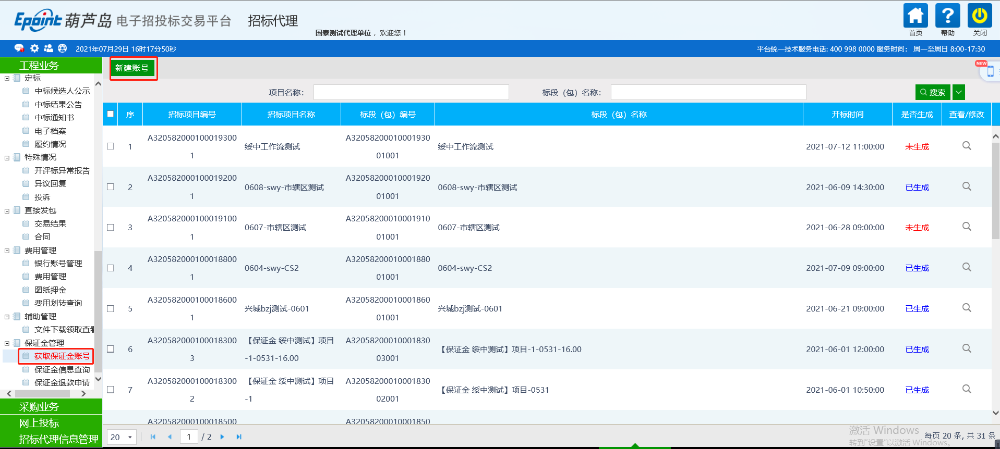 Epoint 葫芦岛 电子招投标交易平台 招标代理
国泰测试代理单位 ，欢迎您！
首页 帮助 关闭
2021年07月29日 16时17分50秒
平台统一技术服务电话: 400 998 0000 服务时间： 周一至周日 8:00-17:30
工程业务
定标
中标候选人公示
中标结果公告
中标通知书
电子档案
履约情况
特殊情况
开评标异常报告
异议回复
投诉
直接发包
交易结果
合同
费用管理
银行账号管理
费用管理
图纸押金
费用划转查询
辅助管理
文件下载领取查看
保证金管理
获取保证金账号
保证金信息查询
保证金退款申请
采购业务
网上投标
招标代理信息管理
新建账号
NEW
项目名称： 标段（包）名称： 搜索
序 招标项目编号 招标项目名称 标段（包）编号 标段（包）名称 开标时间 是否生成 查看/修改
1 A3205820001000193001 绥中工作流测试 A3205820001000193001001 绥中工作流测试 2021-07-12 11:00:00 未生成
2 A3205820001000192001 0608-swy-市辖区测试 A3205820001000192001001 0608-swy-市辖区测试 2021-06-09 14:30:00 已生成
3 A3205820001000191001 0607-市辖区测试 A3205820001000191001001 0607-市辖区测试 2021-06-28 09:00:00 未生成
4 A3205820001000188001 0604-swy-CS2 A3205820001000188001001 0604-swy-CS2 2021-07-09 09:00:00 已生成
5 A3205820001000186001 兴城bzj测试-0601 A3205820001000186001001 兴城bzj测试-0601 2021-06-21 09:00:00 已生成
6 A3205820001000183003 【保证金 绥中测试】项目-1-0531-16.00 A3205820001000183003001 【保证金 绥中测试】项目-1-0531-16.00 2021-06-01 12:00:00 已生成
7 A3205820001000183002 【保证金 绥中测试】项目-1 A3205820001000183002001 【保证金 绥中测试】项目-0531 2021-06-01 10:50:00 已生成
A320582000100018500 A32058200010001850
20 1 / 2
激活 Windows
每页 20 条, 共 31 条
转到"设置"以激活 Windows。